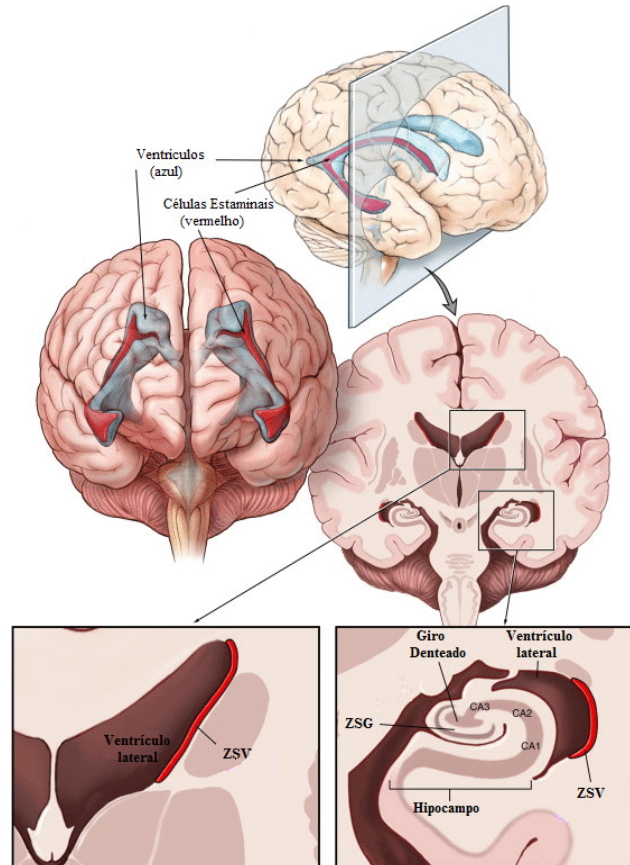 Ventrículos
(azul)
Células Estaminais
(vermelho)
Ventrículo
lateral
ZSV
Giro
Denteado
Ventrículo
lateral
CA3
CA2
ZSG
CA1
ZSV
Hipocampo